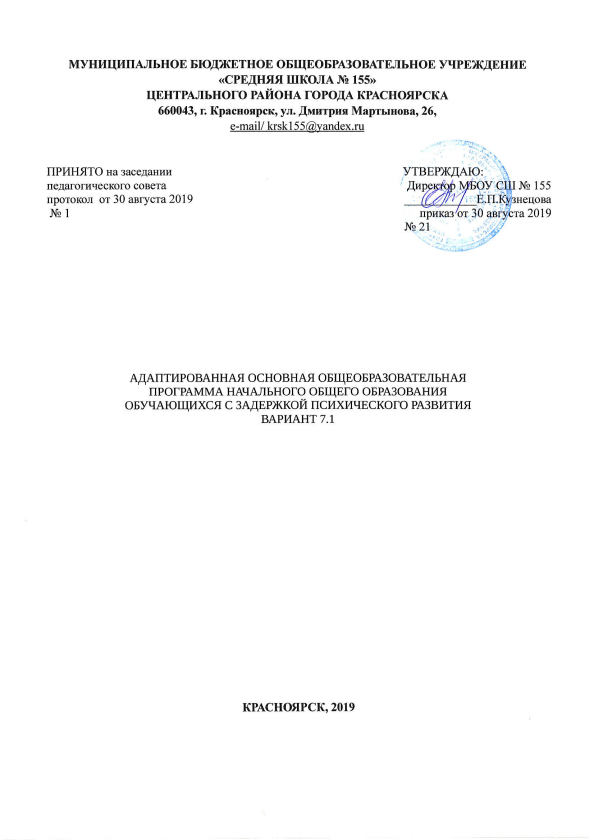 МУНИЦИПАЛЬНОЕ БЮДЖЕТНОЕ ОБЩЕОБРАЗОВАТЕЛЬНОЕ УЧРЕЖДЕНИЕ
«СРЕДНЯЯ ШКОЛА № 155»
ЦЕНТРАЛЬНОГО РАЙОНА ГОРОДА КРАСНОЯРСКА
660043, г. Красноярск, ул. Дмитрия Мартынова, 26,
e-mail/ krsk155@yandex.ru
ПРИНЯТО на заседании
педагогического совета
протокол от 30 августа 2019
№ 1
УТВЕРЖДАЮ:
Директор МБОУ СШ № 155
____________Е.П.Кузнецова
приказ от 30 августа 2019
№ 21
АДАПТИРОВАННАЯ ОСНОВНАЯ ОБЩЕОБРАЗОВАТЕЛЬНАЯ
ПРОГРАММА НАЧАЛЬНОГО ОБЩЕГО ОБРАЗОВАНИЯ
ОБУЧАЮЩИХСЯ С ЗАДЕРЖКОЙ ПСИХИЧЕСКОГО РАЗВИТИЯ
ВАРИАНТ 7.1
КРАСНОЯРСК, 2019